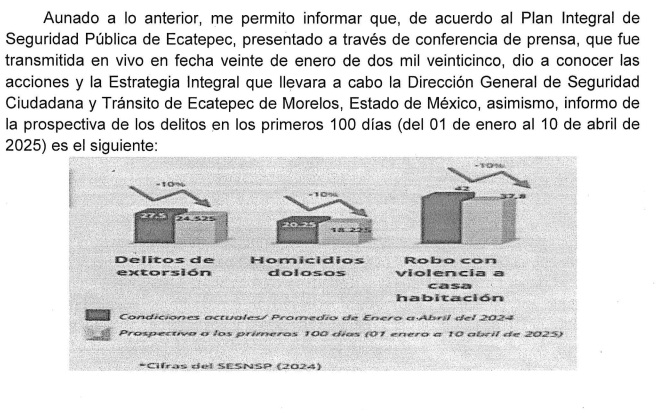 Aunado a lo anterior, me permito informar que, de acuerdo al Plan Integral de
Seguridad Pública de Ecatepec, presentado a través de conferencia de prensa, que fue
transmitida en vivo en fecha veinte de enero de dos mil veinticinco, dio a conocer las
acciones y la Estrategia Integral que llevara a cabo la Dirección General de Seguridad
Ciudadana y Tránsito de Ecatepec de Morelos, Estado de México, asimismo, informo de
la prospectiva de los delitos en los primeros 100 días (del 01 de enero al 10 de abril de
2025) es el siguiente:
-10% -10% -10%
27.5 24.525 20.25 18.225 42 37.8
Delitos de extorsión
Homicidios dolosos
Robo con violencia a casa habitación
Condiciones actuales/ Promedio de Enero a Abril del 2024
Prospectiva a los primeros 100 días (01 enero a 10 abril de 2025)
*Cifras del SESNSP (2024)